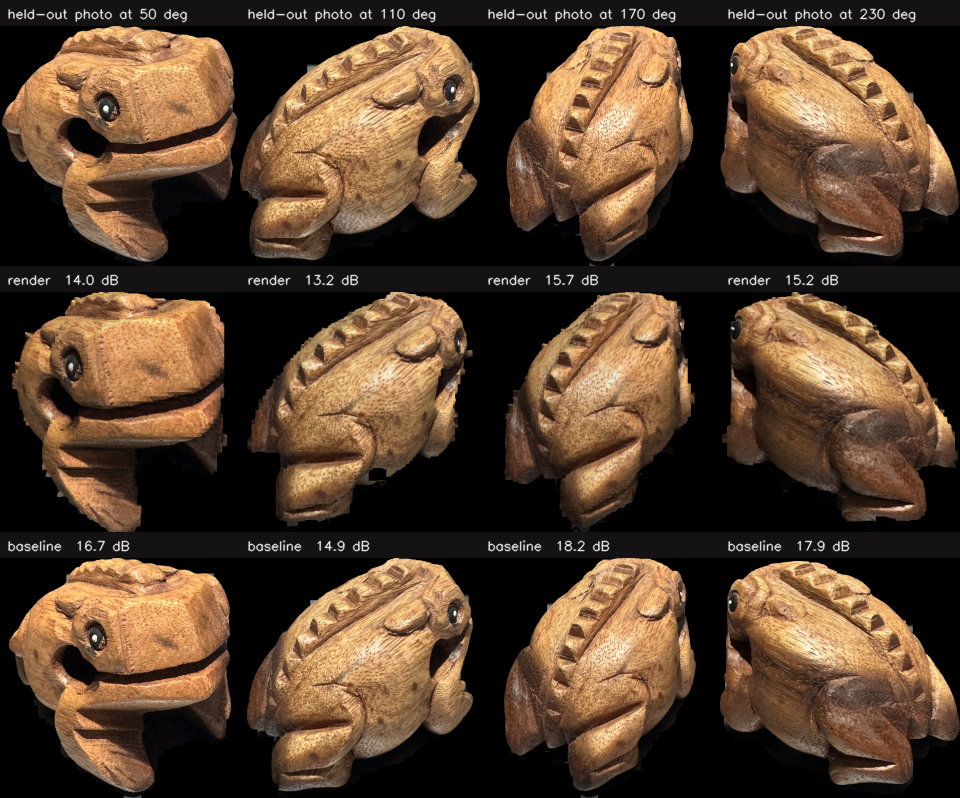 held-out photo at 50 deg
held-out photo at 110 deg
held-out photo at 170 deg
held-out photo at 230 deg
render 14.0 dB
render 13.2 dB
render 15.7 dB
render 15.2 dB
baseline 16.7 dB
baseline 14.9 dB
baseline 18.2 dB
baseline 17.9 dB